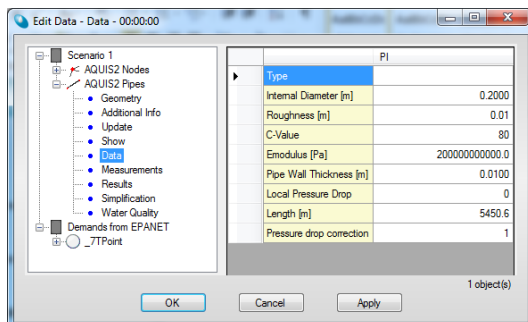 Edit Data - Data - 00:00:00
Scenario 1
AQUIS2 Nodes
AQUIS2 Pipes
Geometry
Additional Info
Update
Show
Data
Measurements
Results
Simplification
Water Quality
Demands from EPANET
_7TPoint
PI
Type
Internal Diameter [m] 0.2000
Roughness [m] 0.01
C-Value 80
Emodulus [Pa] 200000000000.0
Pipe Wall Thickness [m] 0.0100
Local Pressure Drop 0
Length [m] 5450.6
Pressure drop correction 1
1 object(s)
OK Cancel Apply